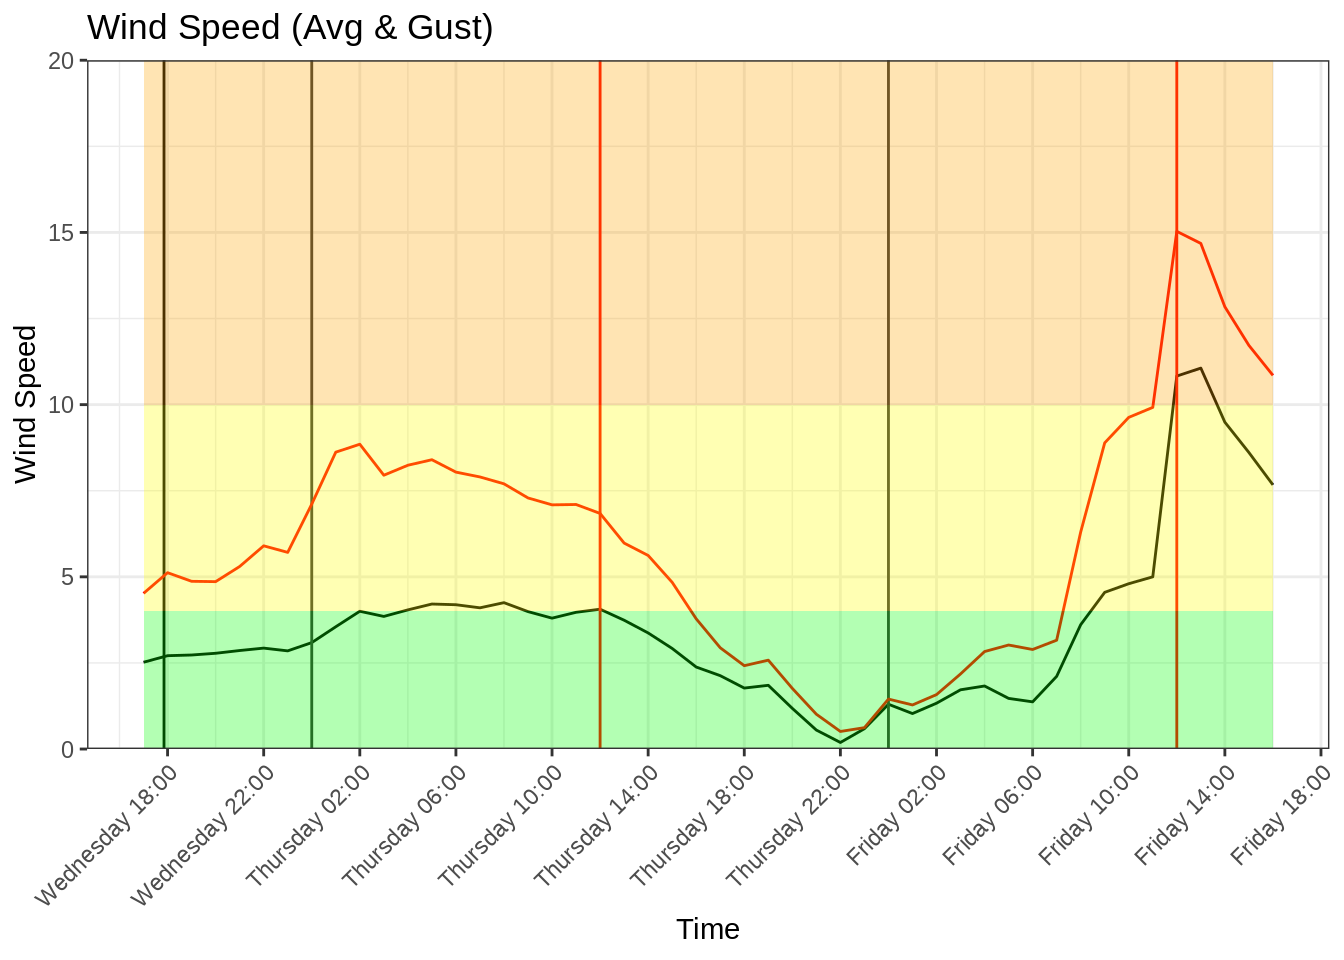 Wind Speed (Avg & Gust)
20
15
10
5
0
Wind Speed
Wednesday 18:00
Wednesday 22:00
Thursday 02:00
Thursday 06:00
Thursday 10:00
Thursday 14:00
Thursday 18:00
Thursday 22:00
Friday 02:00
Friday 06:00
Friday 10:00
Friday 14:00
Friday 18:00
Time